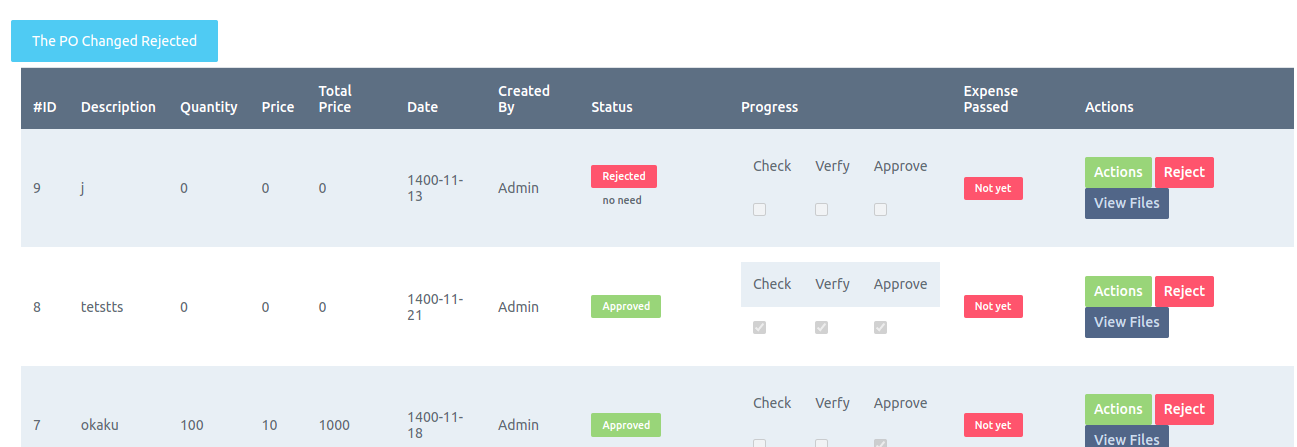 The PO Changed Rejected
#ID Description Quantity Price Total Price Date Created By Status Progress Expense Passed Actions
9 j 0 0 0 1400-11-13 Admin Rejected
no need
Check Verfy Approve
Not yet
Actions Reject
View Files
8 tetstts 0 0 0 1400-11-21 Admin Approved
Check Verfy Approve
Not yet
Actions Reject
View Files
7 okaku 100 10 1000 1400-11-18 Admin Approved
Check Verfy Approve
Not yet
Actions Reject
View Files